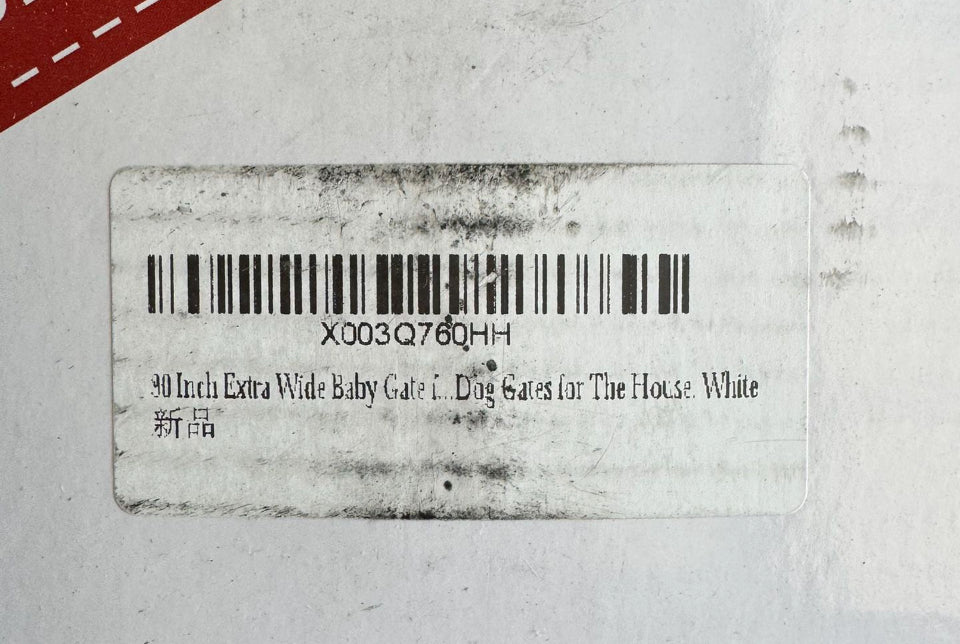 X003Q760HH
90 Inch Extra Wide Baby Gate f...Dog Gates for The House, White
新品